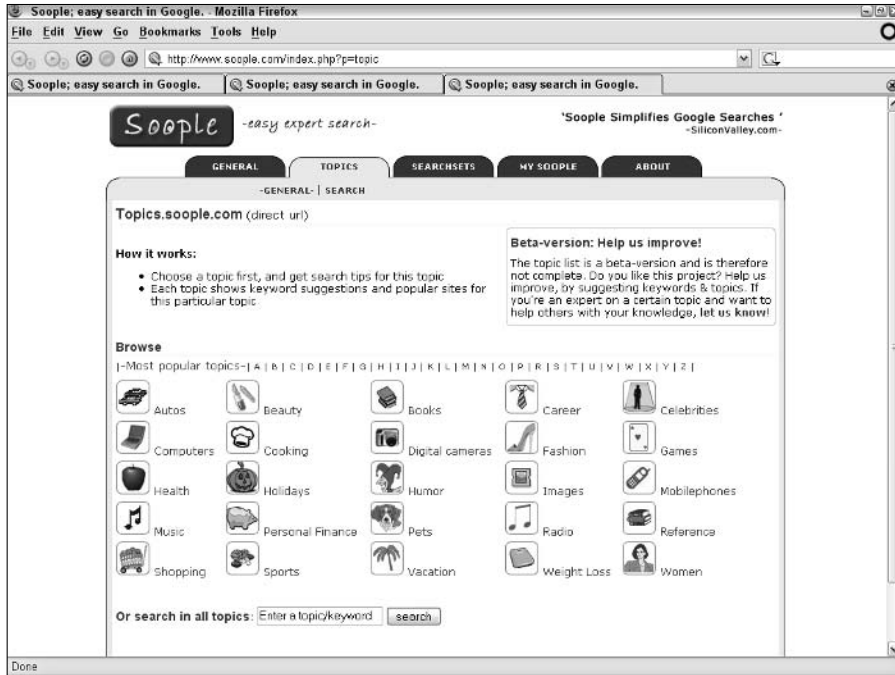 Soople; easy search in Google. - Mozilla Firefox
File Edit View Go Bookmarks Tools Help
http://www.soople.com/index.php?p=topic
Soople; easy search in Google. Soople; easy search in Google. Soople; easy search in Google.
Soople -easy expert search- 'Soople Simplifies Google Searches '
-SiliconValley.com-
GENERAL TOPICS SEARCHSETS MY SOOPLE ABOUT
-GENERAL- | SEARCH
Topics.soople.com (direct url)
How it works:
• Choose a topic first, and get search tips for this topic
• Each topic shows keyword suggestions and popular sites for
this particular topic
Beta-version: Help us improve!
The topic list is a beta-version and is therefore
not complete. Do you like this project? Help us
improve, by suggesting keywords & topics. If
you're an expert on a certain topic and want to
help others with your knowledge, let us know!
Browse
|-Most popular topics-| A | B | C | D | E | F | G | H | I | J | K | L | M | N | O | P | R | S | T | U | V | W | X | Y | Z |
Autos Beauty Books Career Celebrities
Computers Cooking Digital cameras Fashion Games
Health Holidays Humor Images Mobilephones
Music Personal Finance Pets Radio Reference
Shopping Sports Vacation Weight Loss Women
Or search in all topics: Enter a topic/keyword search
Done